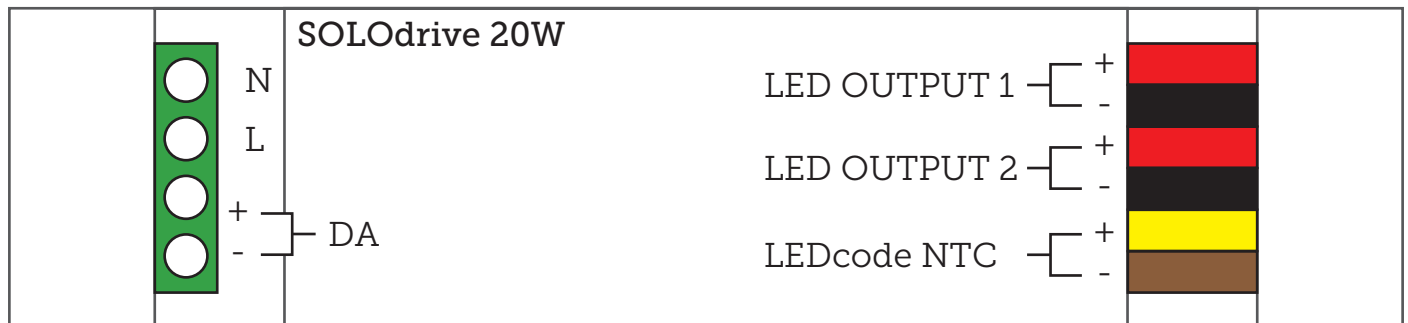 SOLOdrive 20W
N
L
+
-
DA
LED OUTPUT 1
+
-
LED OUTPUT 2
+
-
LEDcode NTC
+
-